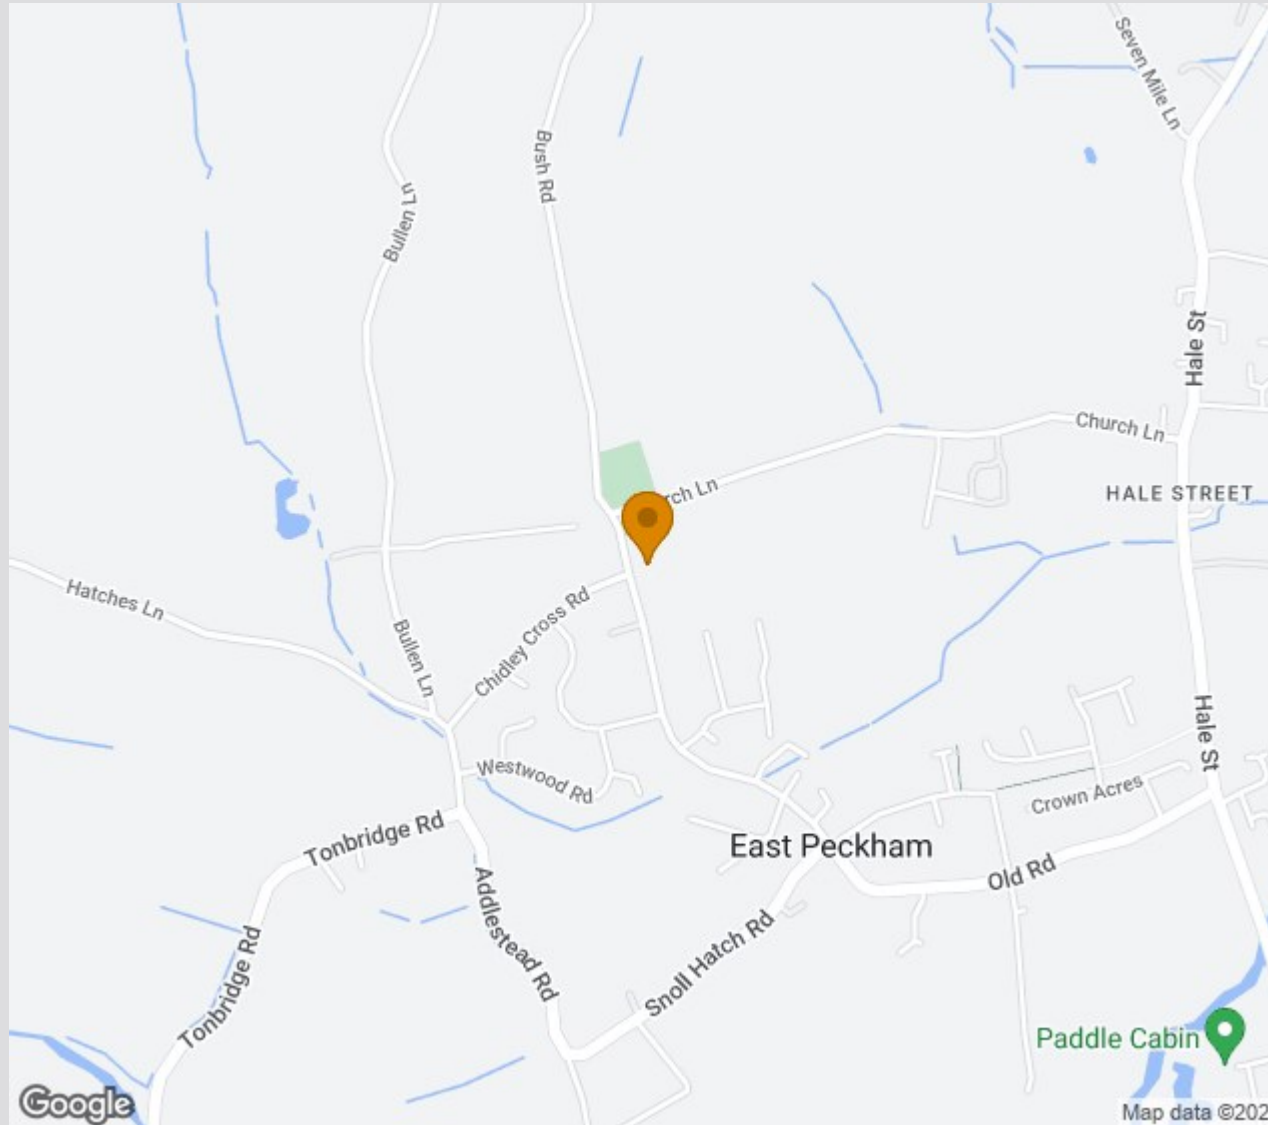 Seven Mile Ln
Bush Rd
Bullen Ln
Hale St
Church Ln
rch Ln
HALE STREET
Hatches Ln
Chidley Cross Rd
Bullen Ln
Hale St
Westwood Rd
Crown Acres
Tonbridge Rd
East Peckham
Old Rd
Addlestead Rd
Snoll Hatch Rd
Tonbridge Rd
Paddle Cabin
Google
Map data ©202